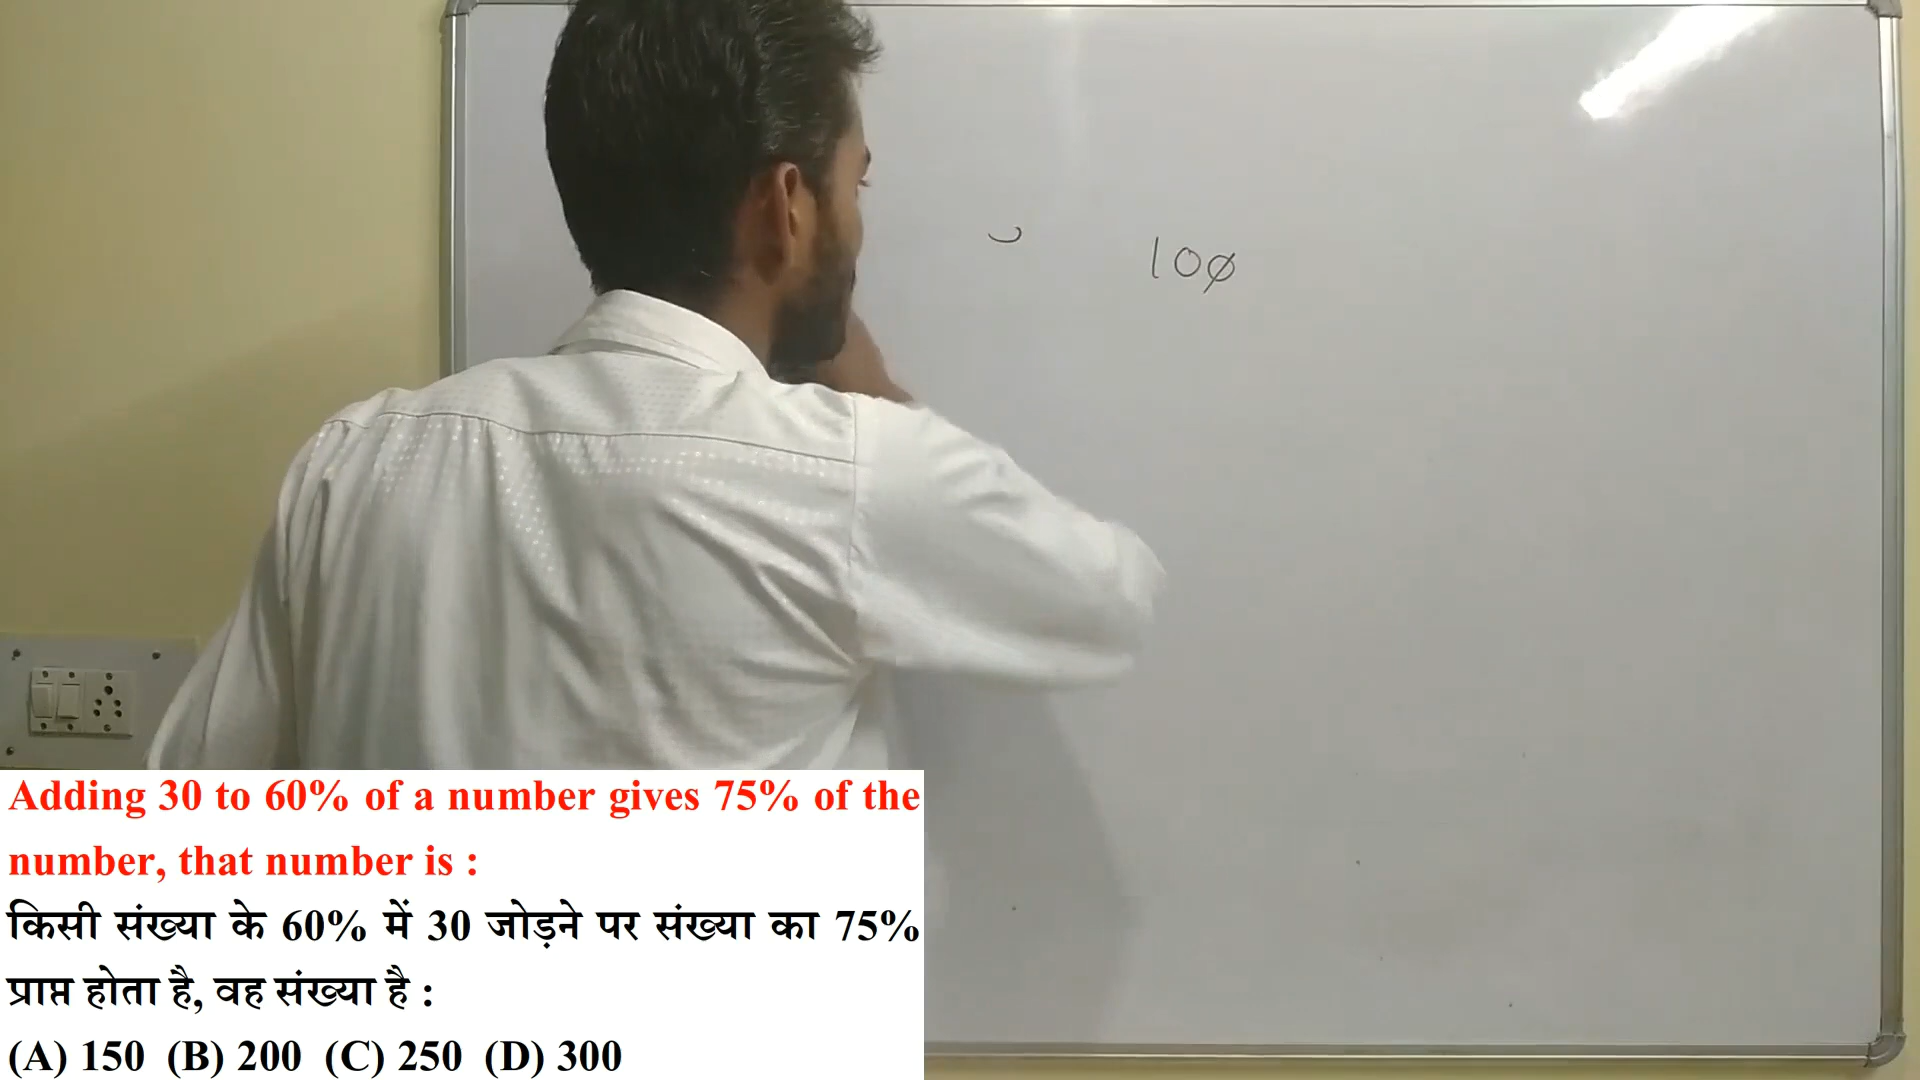 100
Adding 30 to 60% of a number gives 75% of the
number, that number is :
किसी संख्या के 60% में 30 जोड़ने पर संख्या का 75%
प्राप्त होता है, वह संख्या है :
(A) 150 (B) 200 (C) 250 (D) 300